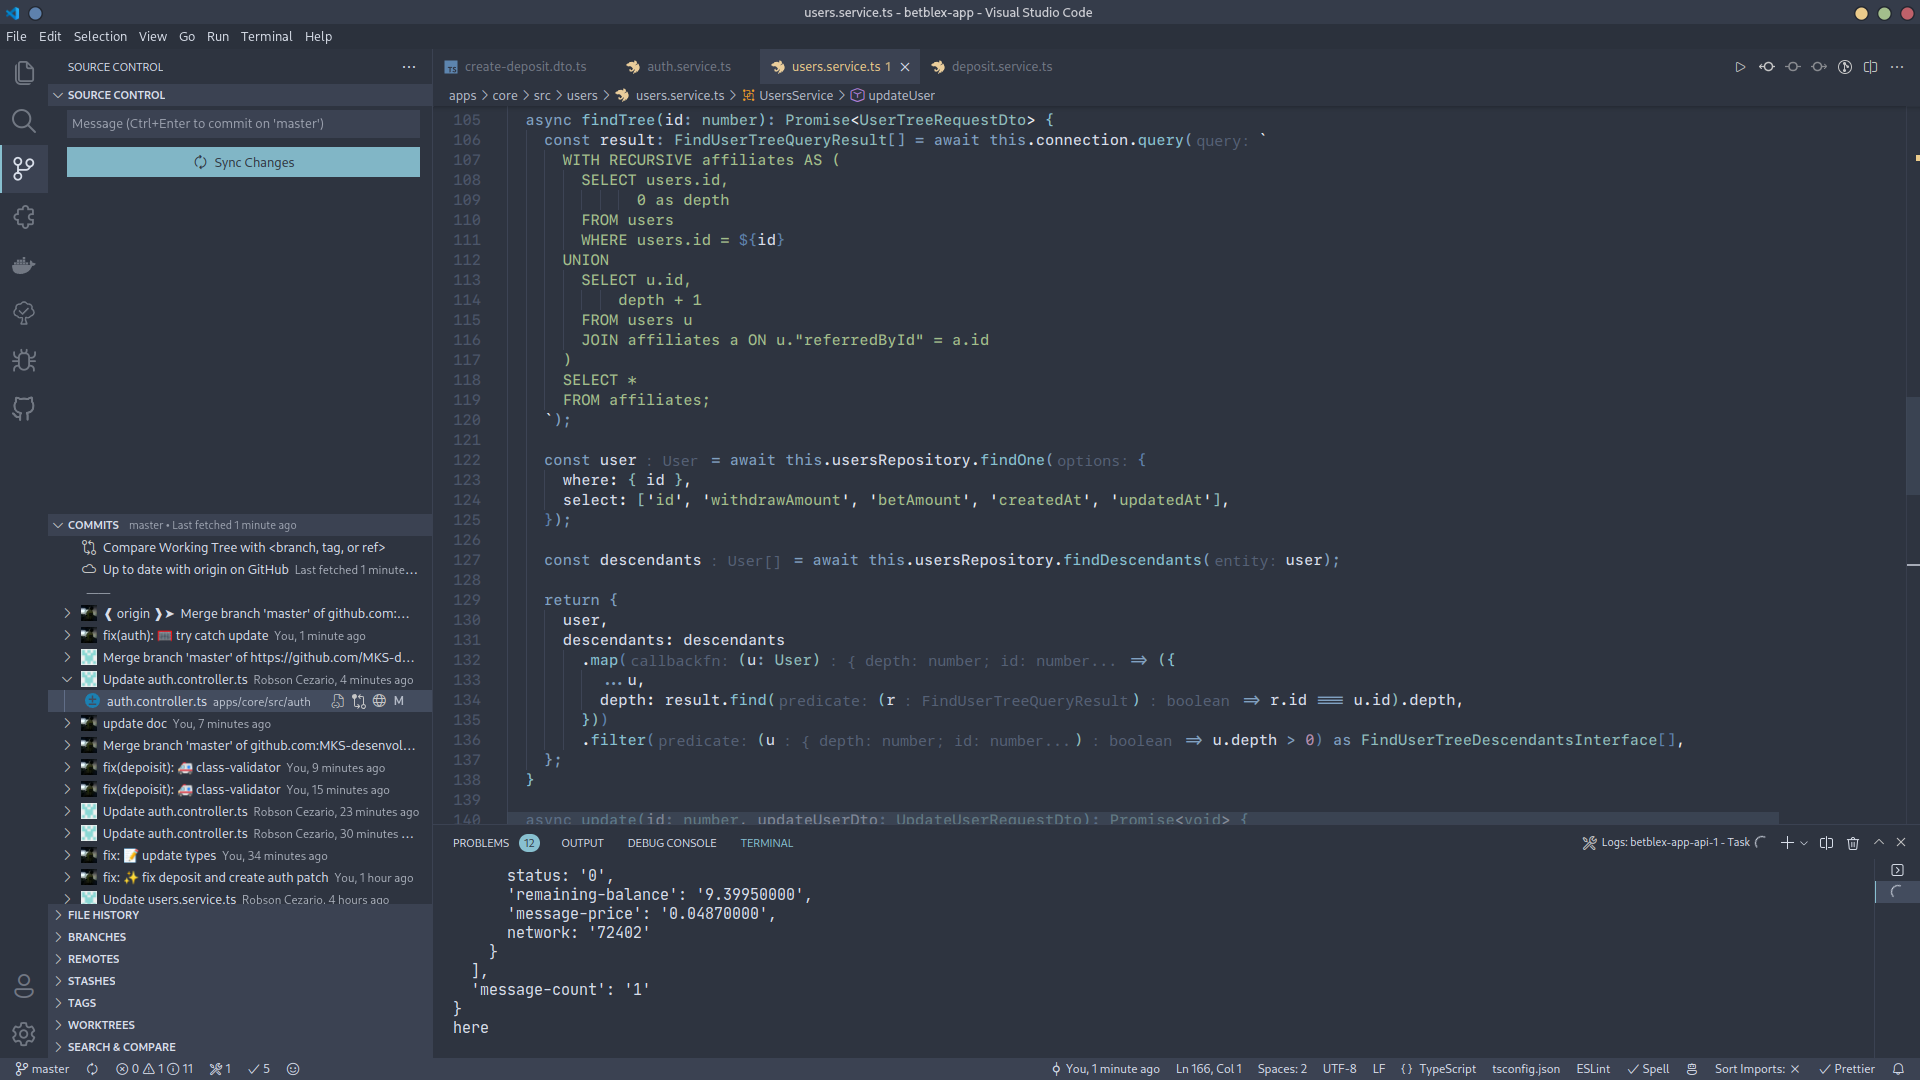 users.service.ts - betblex-app - Visual Studio Code
File Edit Selection View Go Run Terminal Help
SOURCE CONTROL
SOURCE CONTROL
Message (Ctrl+Enter to commit on 'master')
Sync Changes
COMMITS master • Last fetched 1 minute ago
Compare Working Tree with <branch, tag, or ref>
Up to date with origin on GitHub Last fetched 1 minute...
❰ origin ❱➤ Merge branch 'master' of github.com:...
fix(auth): 🥅 try catch update You, 1 minute ago
Merge branch 'master' of https://github.com/MKS-d...
Update auth.controller.ts Robson Cezario, 4 minutes ago
auth.controller.ts apps/core/src/auth M
update doc You, 7 minutes ago
Merge branch 'master' of github.com:MKS-desenvol...
fix(depoisit): 🚑 class-validator You, 9 minutes ago
fix(depoisit): 🚑 class-validator You, 15 minutes ago
Update auth.controller.ts Robson Cezario, 23 minutes ago
Update auth.controller.ts Robson Cezario, 30 minutes ...
fix: 📝 update types You, 34 minutes ago
fix: ✨ fix deposit and create auth patch You, 1 hour ago
Update users.service.ts Robson Cezario, 4 hours ago
FILE HISTORY
BRANCHES
REMOTES
STASHES
TAGS
WORKTREES
SEARCH & COMPARE
create-deposit.dto.ts auth.service.ts users.service.ts 1 deposit.service.ts
apps > core > src > users > users.service.ts > UsersService > updateUser
105 async findTree(id: number): Promise<UserTreeRequestDto> {
106 const result: FindUserTreeQueryResult[] = await this.connection.query(query: `
107 WITH RECURSIVE affiliates AS (
108 SELECT users.id,
109 0 as depth
110 FROM users
111 WHERE users.id = ${id}
112 UNION
113 SELECT u.id,
114 depth + 1
115 FROM users u
116 JOIN affiliates a ON u."referredById" = a.id
117 )
118 SELECT *
119 FROM affiliates;
120 `);
121
122 const user : User = await this.usersRepository.findOne(options: {
123 where: { id },
124 select: ['id', 'withdrawAmount', 'betAmount', 'createdAt', 'updatedAt'],
125 });
126
127 const descendants : User[] = await this.usersRepository.findDescendants(entity: user);
128
129 return {
130 user,
131 descendants: descendants
132 .map(callbackfn: (u: User) : { depth: number; id: number... => ({
133 ...u,
134 depth: result.find(predicate: (r : FindUserTreeQueryResult) : boolean => r.id === u.id).depth,
135 }))
136 .filter(predicate: (u : { depth: number; id: number...) : boolean => u.depth > 0) as FindUserTreeDescendantsInterface[],
137 };
138 }
139
140 async update(id: number, updateUserDto: UpdateUserRequestDto): Promise<void> {
PROBLEMS 12 OUTPUT DEBUG CONSOLE TERMINAL Logs: betblex-app-api-1 - Task
status: '0',
'remaining-balance': '9.39950000',
'message-price': '0.04870000',
network: '72402'
}
],
'message-count': '1'
}
here
master 0 1 11 1 5 You, 1 minute ago Ln 166, Col 1 Spaces: 2 UTF-8 LF { } TypeScript tsconfig.json ESLint Spell Sort Imports: ✕ Prettier